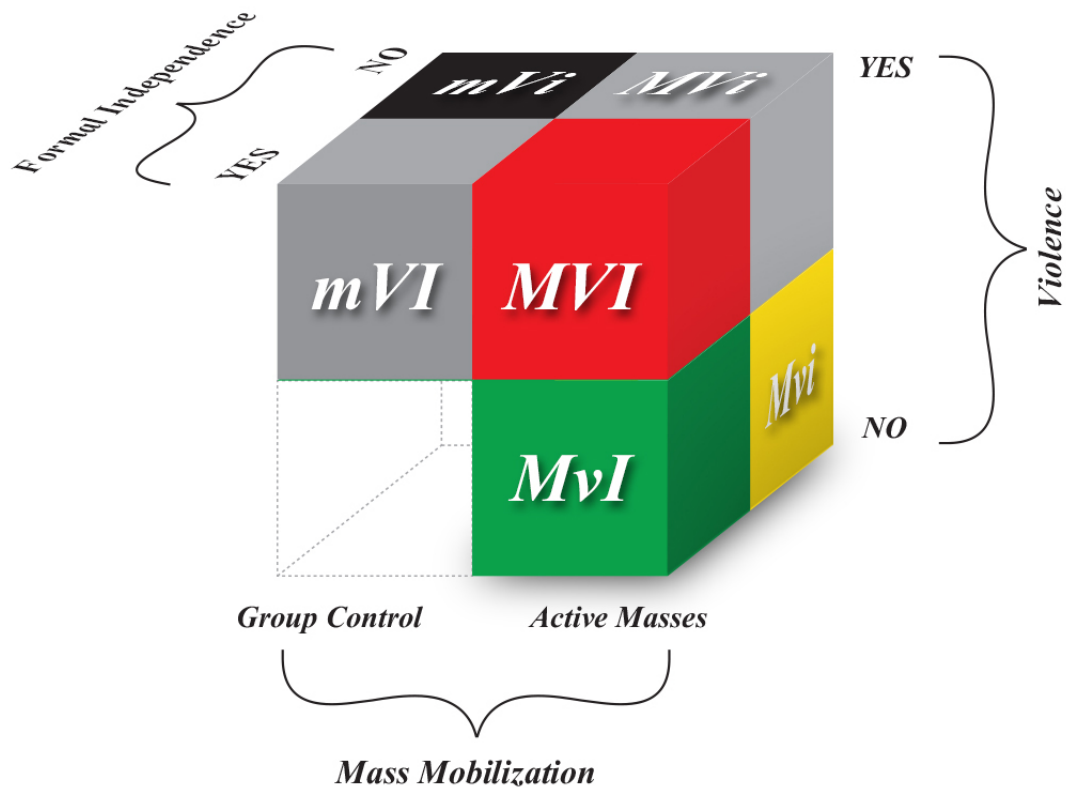 Formal Independence
NO
YES
mVi
MVi
YES
mVI
MVI
Violence
Mvi
NO
MvI
Group Control
Active Masses
Mass Mobilization